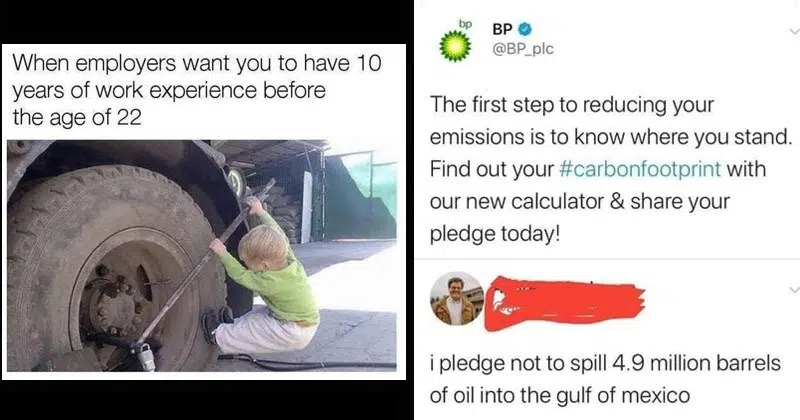 When employers want you to have 10
years of work experience before
the age of 22
bp
BP
@BP_plc
The first step to reducing your
emissions is to know where you stand.
Find out your #carbonfootprint with
our new calculator & share your
pledge today!
i pledge not to spill 4.9 million barrels
of oil into the gulf of mexico